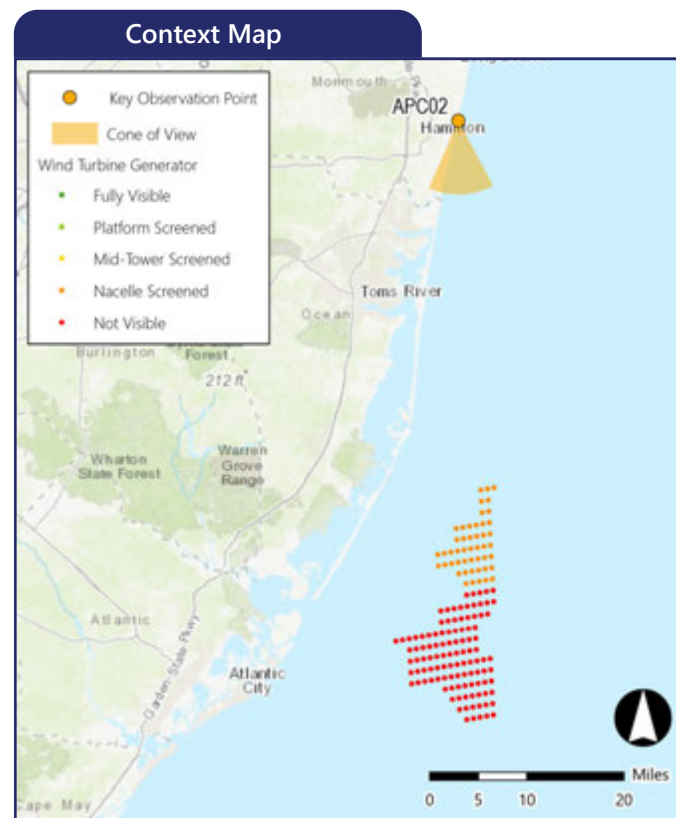 Context Map
Key Observation Point
Cone of View
Wind Turbine Generator
Fully Visible
Platform Screened
Mid-Tower Screened
Nacelle Screened
Not Visible
Monmouth
APC02
Hamilton
Toms River
Ocean
Burlington
Forest
212 ft
Wharton
State Forest
Warren
Grove
Range
Atlantic
Garden-State Pkwy
Atlantic
City
Cape May
Miles
0 5 10 20